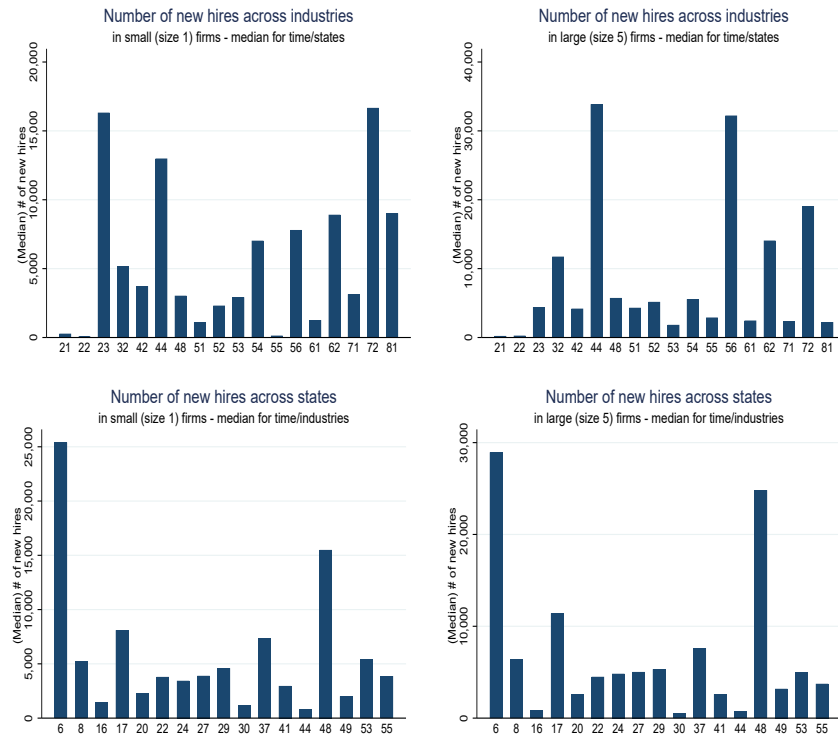 Number of new hires across industries
in small (size 1) firms - median for time/states
(Median) # of new hires
20,000
15,000
10,000
5,000
0
21 22 23 32 42 44 48 51 52 53 54 55 56 61 62 71 72 81
Number of new hires across industries
in large (size 5) firms - median for time/states
(Median) # of new hires
40,000
30,000
20,000
10,000
0
21 22 23 32 42 44 48 51 52 53 54 55 56 61 62 71 72 81
Number of new hires across states
in small (size 1) firms - median for time/industries
(Median) # of new hires
25,000
20,000
15,000
10,000
5,000
0
6 8 16 17 20 22 24 27 29 30 37 41 44 48 49 53 55
Number of new hires across states
in large (size 5) firms - median for time/industries
(Median) # of new hires
30,000
20,000
10,000
0
6 8 16 17 20 22 24 27 29 30 37 41 44 48 49 53 55